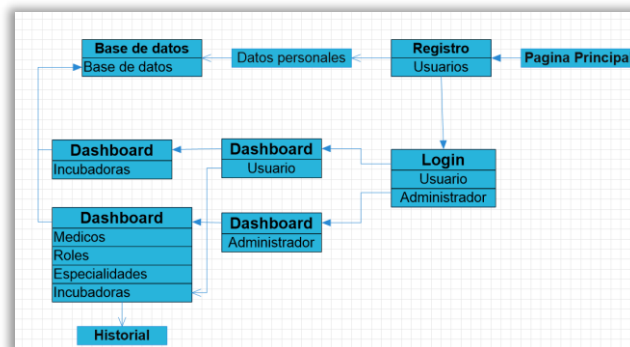 Base de datos
Base de datos
Datos personales
Registro
Usuarios
Pagina Principal
Dashboard
Incubadoras
Dashboard
Usuario
Login
Usuario
Administrador
Dashboard
Medicos
Roles
Especialidades
Incubadoras
Dashboard
Administrador
Historial